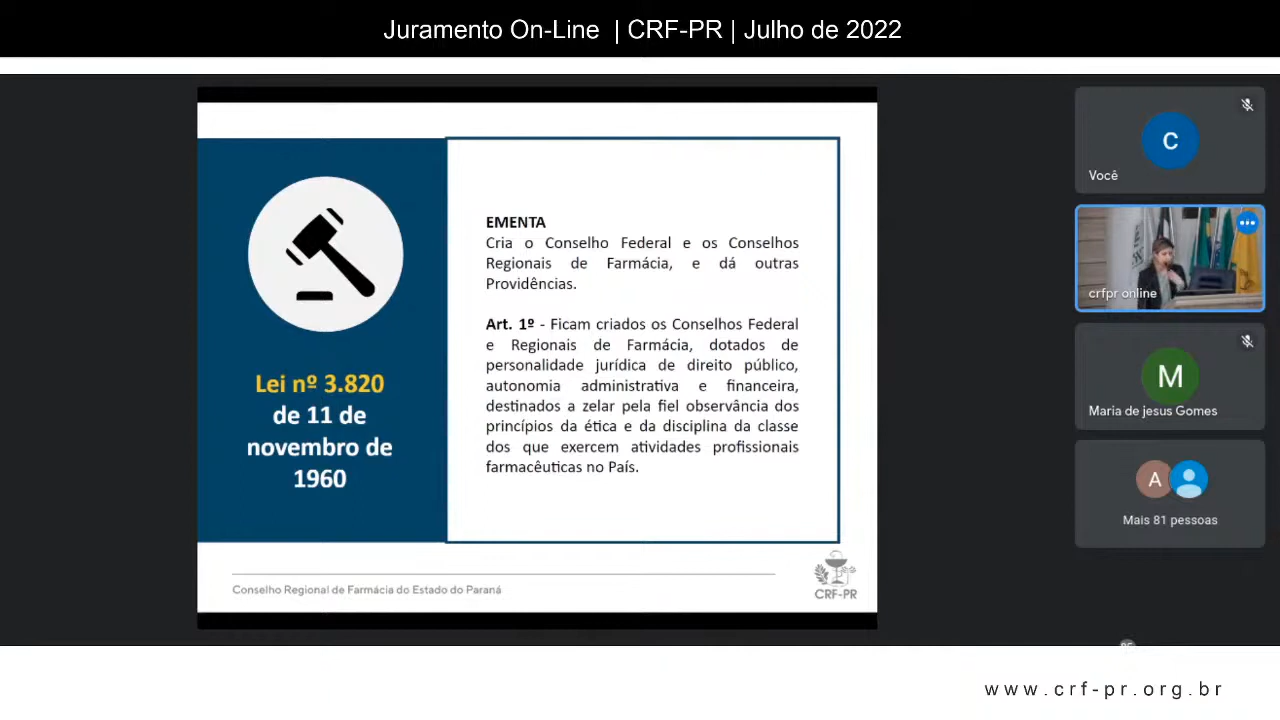 Juramento On-Line | CRF-PR | Julho de 2022
Lei nº 3.820
de 11 de
novembro de
1960
EMENTA
Cria o Conselho Federal e os Conselhos
Regionais de Farmácia, e dá outras
Providências.
Art. 1º - Ficam criados os Conselhos Federal
e Regionais de Farmácia, dotados de
personalidade jurídica de direito público,
autonomia administrativa e financeira,
destinados a zelar pela fiel observância dos
princípios da ética e da disciplina da classe
dos que exercem atividades profissionais
farmacêuticas no País.
Conselho Regional de Farmácia do Estado do Paraná
CRF-PR
C
Você
crfpr online
M
Maria de jesus Gomes
A
Mais 81 pessoas
www.crf-pr.org.br